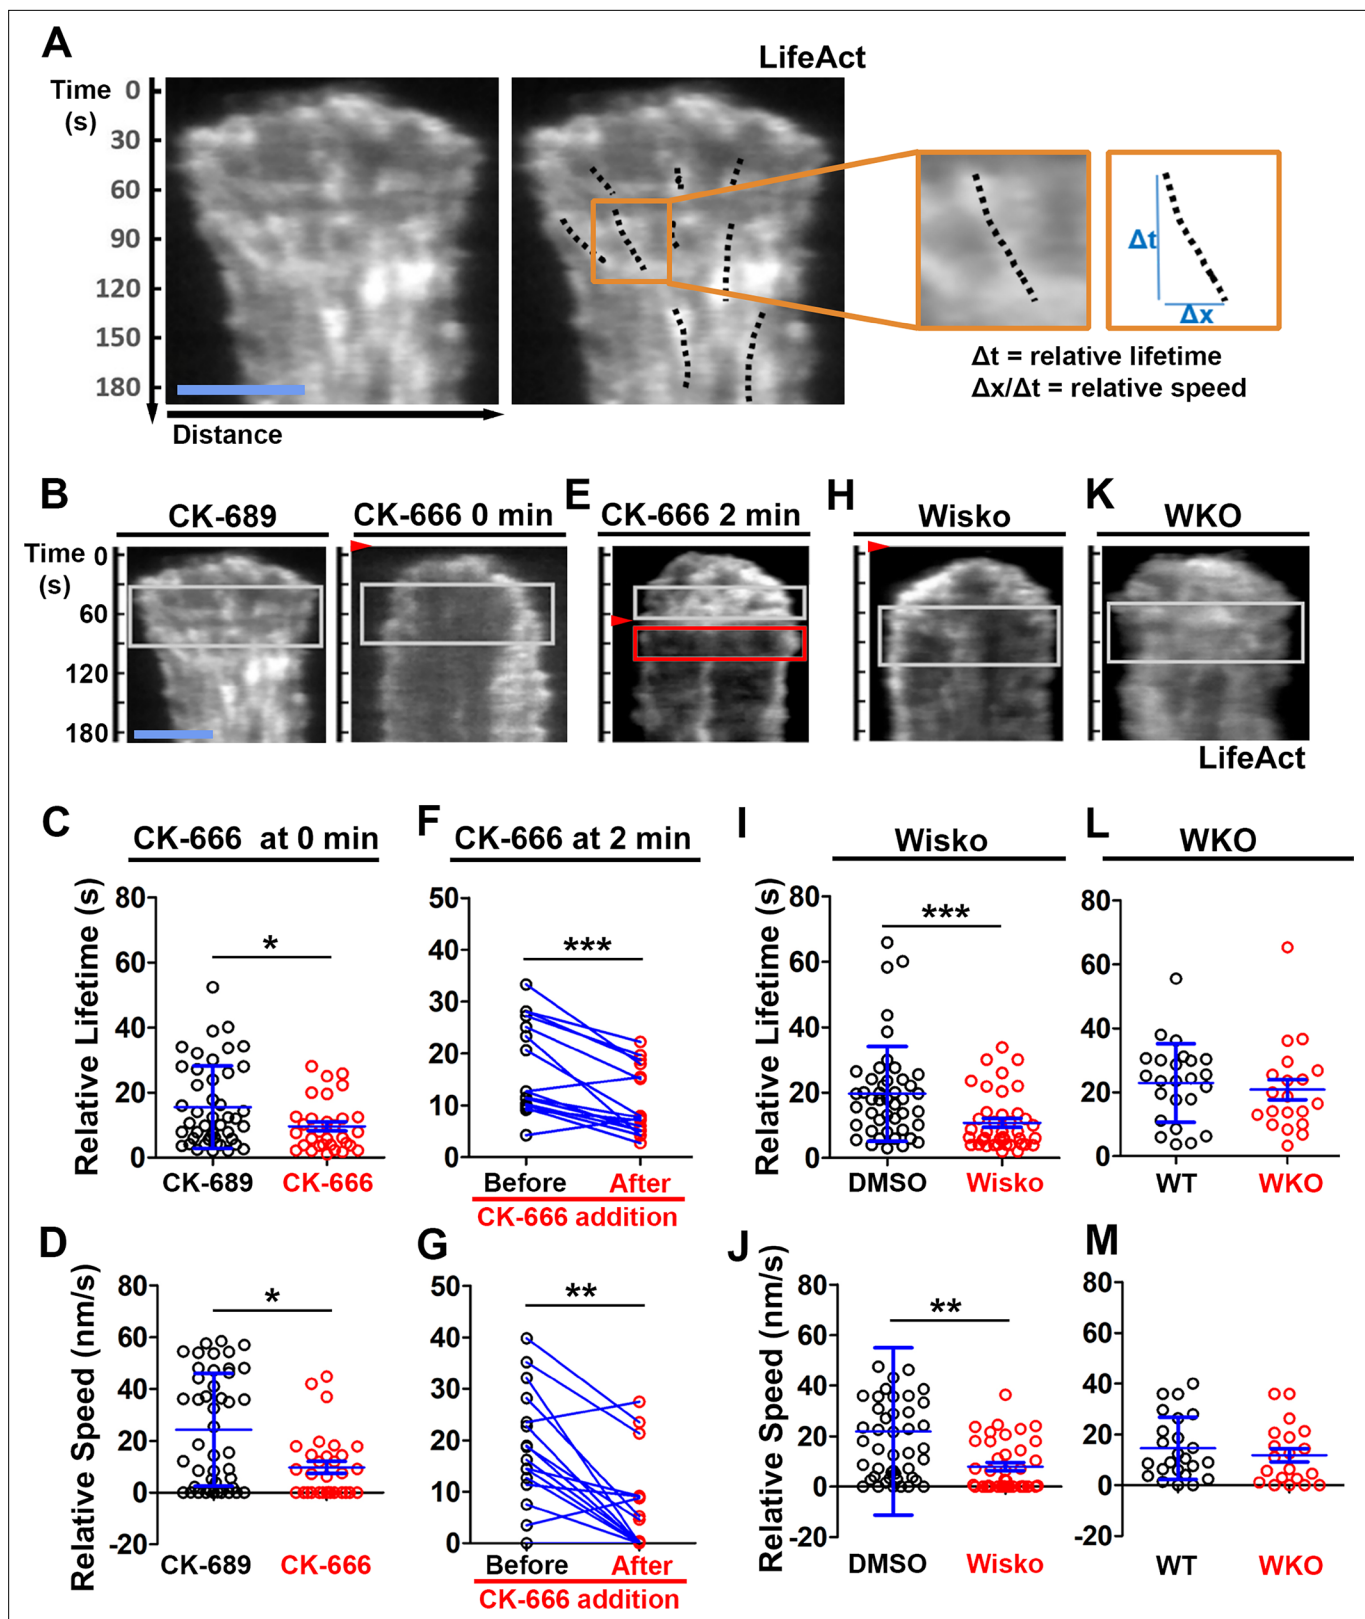 A
LifeAct
Time
(s)
0
30
60
90
120
150
180
Distance
Δt
Δx
Δt = relative lifetime
Δx/Δt = relative speed
B
CK-689
CK-666 0 min
E
CK-666 2 min
H
Wisko
K
WKO
Time
(s)
0
60
120
180
LifeAct
C
CK-666 at 0 min
Relative Lifetime (s)
80
60
40
20
0
*
CK-689
CK-666
F
CK-666 at 2 min
50
40
30
20
10
0
***
Before
After
CK-666 addition
I
Wisko
Relative Lifetime (s)
80
60
40
20
0
***
DMSO
Wisko
L
WKO
80
60
40
20
0
WT
WKO
D
Relative Speed (nm/s)
80
60
40
20
0
-20
*
CK-689
CK-666
G
50
40
30
20
10
0
**
Before
After
CK-666 addition
J
Relative Speed (nm/s)
80
60
40
20
0
-20
**
DMSO
Wisko
M
80
60
40
20
0
-20
WT
WKO